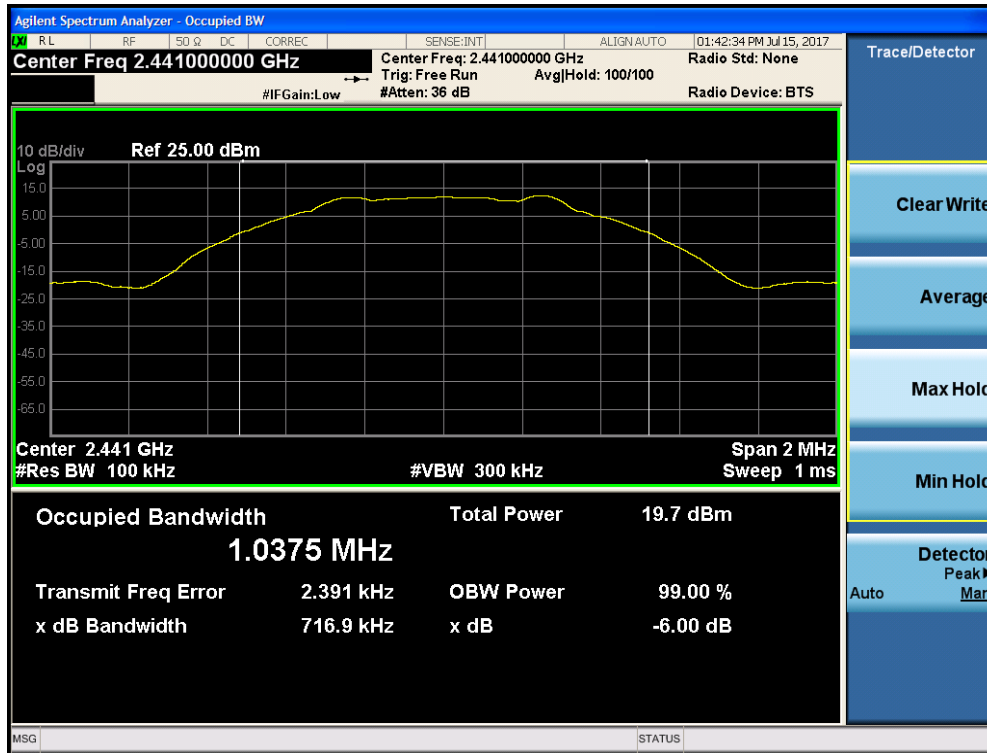 Agilent Spectrum Analyzer - Occupied BW
LXI RL RF 50 Ω DC CORREC SENSE:INT ALIGN AUTO 01:42:34 PM Jul 15, 2017
Center Freq 2.441000000 GHz
Center Freq: 2.441000000 GHz Radio Std: None
Trig: Free Run Avg|Hold: 100/100
#IFGain:Low #Atten: 36 dB Radio Device: BTS
10 dB/div Ref 25.00 dBm
Log
15.0
5.00
-5.00
-15.0
-25.0
-35.0
-45.0
-55.0
-65.0
Center 2.441 GHz Span 2 MHz
#Res BW 100 kHz #VBW 300 kHz Sweep 1 ms
Occupied Bandwidth Total Power 19.7 dBm
1.0375 MHz
Transmit Freq Error 2.391 kHz OBW Power 99.00 %
x dB Bandwidth 716.9 kHz x dB -6.00 dB
MSG STATUS
Trace/Detector
Clear Write
Average
Max Hold
Min Hold
Detector
Peak
Auto Man